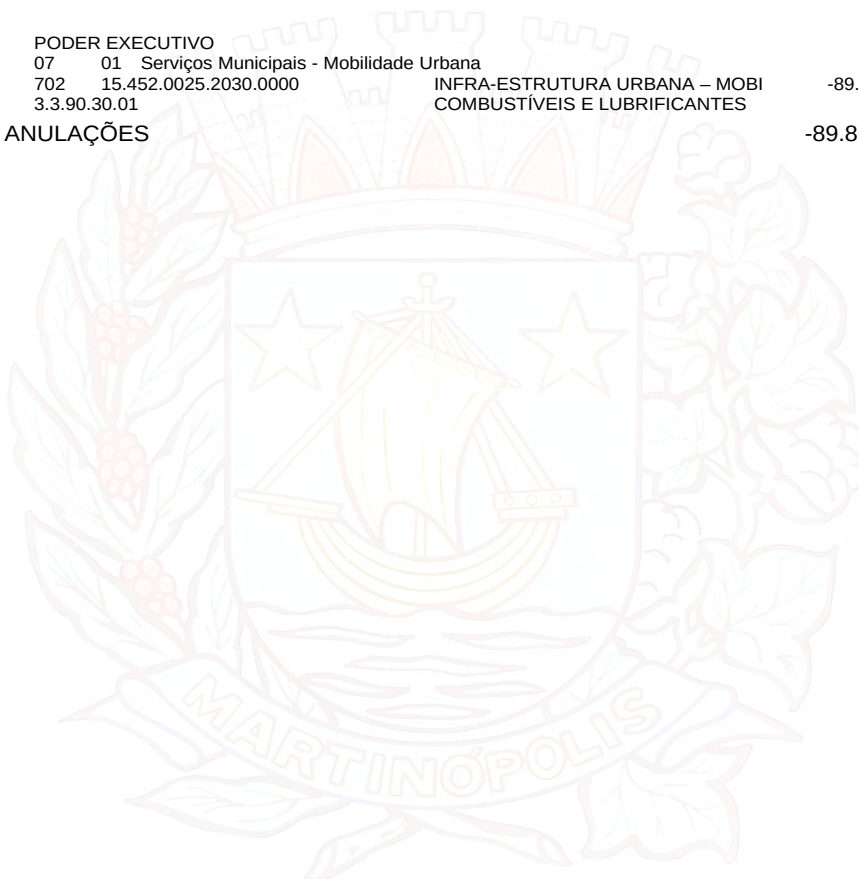 PODER EXECUTIVO
07 01 Serviços Municipais - Mobilidade Urbana
702 15.452.0025.2030.0000 INFRA-ESTRUTURA URBANA – MOBI -89.
3.3.90.30.01 COMBUSTÍVEIS E LUBRIFICANTES
ANULAÇÕES -89.8
MARTINÓPOLIS